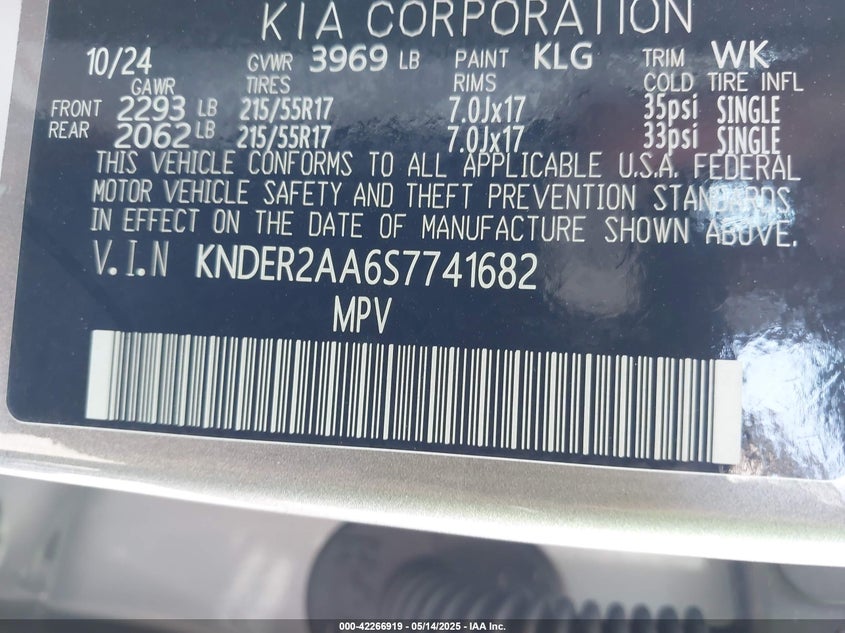 KIA CORPORATION
10/24 GVWR 3969 LB PAINT KLG TRIM WK
GAWR TIRES RIMS COLD TIRE INFL
FRONT 2293 LB 215/55R17 7.0Jx17 35psi SINGLE
REAR 2062 LB 215/55R17 7.0Jx17 33psi SINGLE
THIS VEHICLE CONFORMS TO ALL APPLICABLE U.S.A. FEDERAL
MOTOR VEHICLE SAFETY AND THEFT PREVENTION STANDARDS
IN EFFECT ON THE DATE OF MANUFACTURE SHOWN ABOVE.
V.I.N KNDER2AA6S7741682
MPV
000-42266919 - 05/14/2025 - IAA Inc.